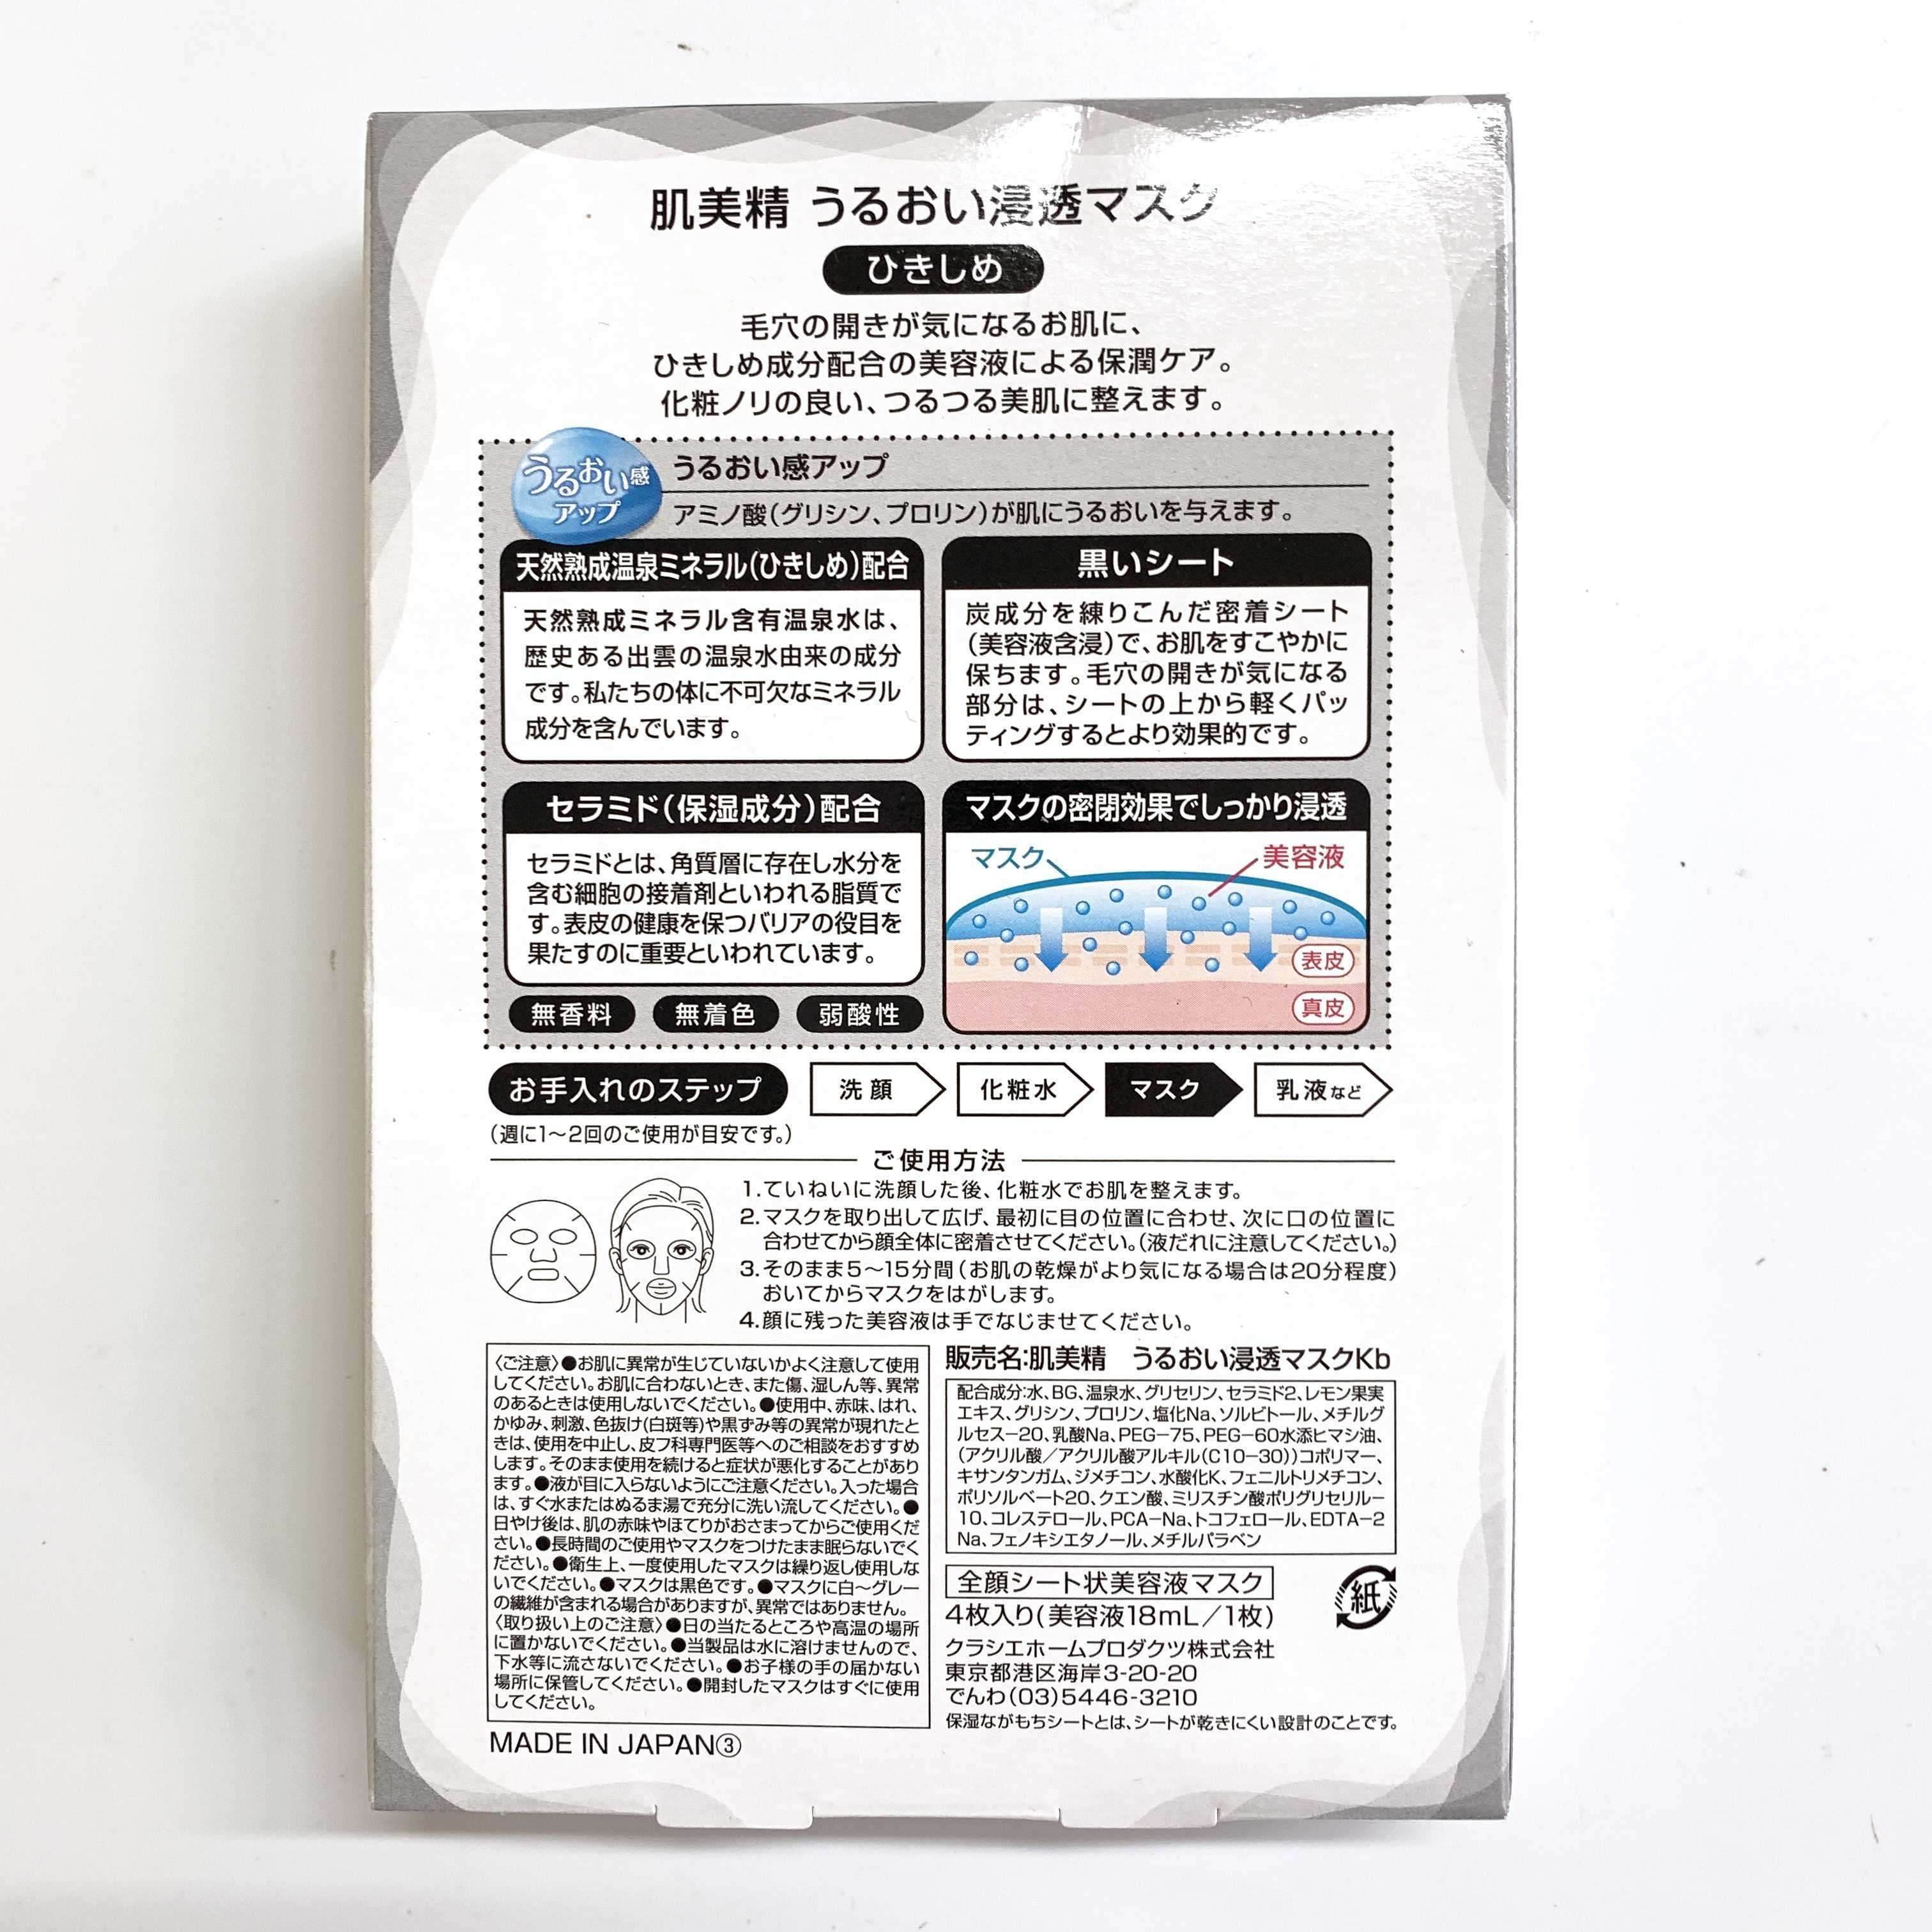 肌美精 うるおい浸透マスク
ひきしめ
毛穴の開きが気になるお肌に、
ひきしめ成分配合の美容液による保潤ケア。
化粧ノリの良い、つるつる美肌に整えます。
うるおい感
アップ
うるおい感アップ
アミノ酸(グリシン、プロリン)が肌にうるおいを与えます。
天然熟成温泉ミネラル(ひきしめ)配合
天然熟成ミネラル含有温泉水は、
歴史ある出雲の温泉水由来の成分
です。私たちの体に不可欠なミネラル
成分を含んでいます。
黒いシート
炭成分を練りこんだ密着シート
(美容液含浸)で、お肌をすこやかに
保ちます。毛穴の開きが気になる
部分は、シートの上から軽くパッ
ティングするとより効果的です。
セラミド(保湿成分)配合
セラミドとは、角質層に存在し水分を
含む細胞の接着剤といわれる脂質で
す。表皮の健康を保つバリアの役目を
果たすのに重要といわれています。
無香料 無着色 弱酸性
マスクの密閉効果でしっかり浸透
マスク 美容液
表皮
真皮
お手入れのステップ 洗顔 化粧水 マスク 乳液など
(週に1〜2回のご使用が目安です。)
ご使用方法
1.ていねいに洗顔した後、化粧水でお肌を整えます。
2.マスクを取り出して広げ、最初に目の位置に合わせ、次に口の位置に
合わせてから顔全体に密着させてください。(液だれに注意してください。)
3.そのまま5〜15分間(お肌の乾燥がより気になる場合は20分程度)
おいてからマスクをはがします。
4.顔に残った美容液は手でなじませてください。
〈ご注意〉●お肌に異常が生じていないかよく注意して使用
してください。お肌に合わないとき、また傷、湿しん等、異常
のあるときは使用しないでください。●使用中、赤味、はれ、
かゆみ、刺激、色抜け(白斑等)や黒ずみ等の異常が現れたと
きは、使用を中止し、皮フ科専門医等へのご相談をおすすめ
します。そのまま使用を続けると症状が悪化することがあり
ます。●液が目に入らないようにご注意ください。入った場合
は、すぐ水またはぬるま湯で充分に洗い流してください。●
日やけ後は、肌の赤味やほてりがおさまってからご使用くだ
さい。●長時間のご使用やマスクをつけたまま眠らないでく
ださい。●衛生上、一度使用したマスクは繰り返し使用しな
いでください。●マスクは黒色です。●マスクに白〜グレー
の繊維が含まれる場合がありますが、異常ではありません。
〈取り扱い上のご注意〉●日の当たるところや高温の場所
に置かないでください。●当製品は水に溶けませんので、
下水等に流さないでください。●お子様の手の届かない
場所に保管してください。●開封したマスクはすぐに使用
してください。
MADE IN JAPAN③
販売名:肌美精 うるおい浸透マスクKb
配合成分:水、BG、温泉水、グリセリン、セラミド2、レモン果実
エキス、グリシン、プロリン、塩化Na、ソルビトール、メチルグ
ルセス-20、乳酸Na、PEG-75、PEG-60水添ヒマシ油、
(アクリル酸/アクリル酸アルキル(C10-30))コポリマー、
キサンタンガム、ジメチコン、水酸化K、フェニルトリメチコン、
ポリソルベート20、クエン酸、ミリスチン酸ポリグリセリル-
10、コレステロール、PCA-Na、トコフェロール、EDTA-2
Na、フェノキシエタノール、メチルパラベン
全顔シート状美容液マスク
4枚入り(美容液18mL/1枚)
紙
クラシエホームプロダクツ株式会社
東京都港区海岸3-20-20
でんわ(03)5446-3210
保湿ながもちシートとは、シートが乾きにくい設計のことです。